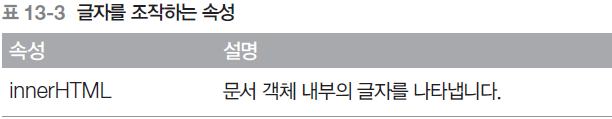 표 13-3 글자를 조작하는 속성
속성 설명
innerHTML 문서 객체 내부의 글자를 나타냅니다.